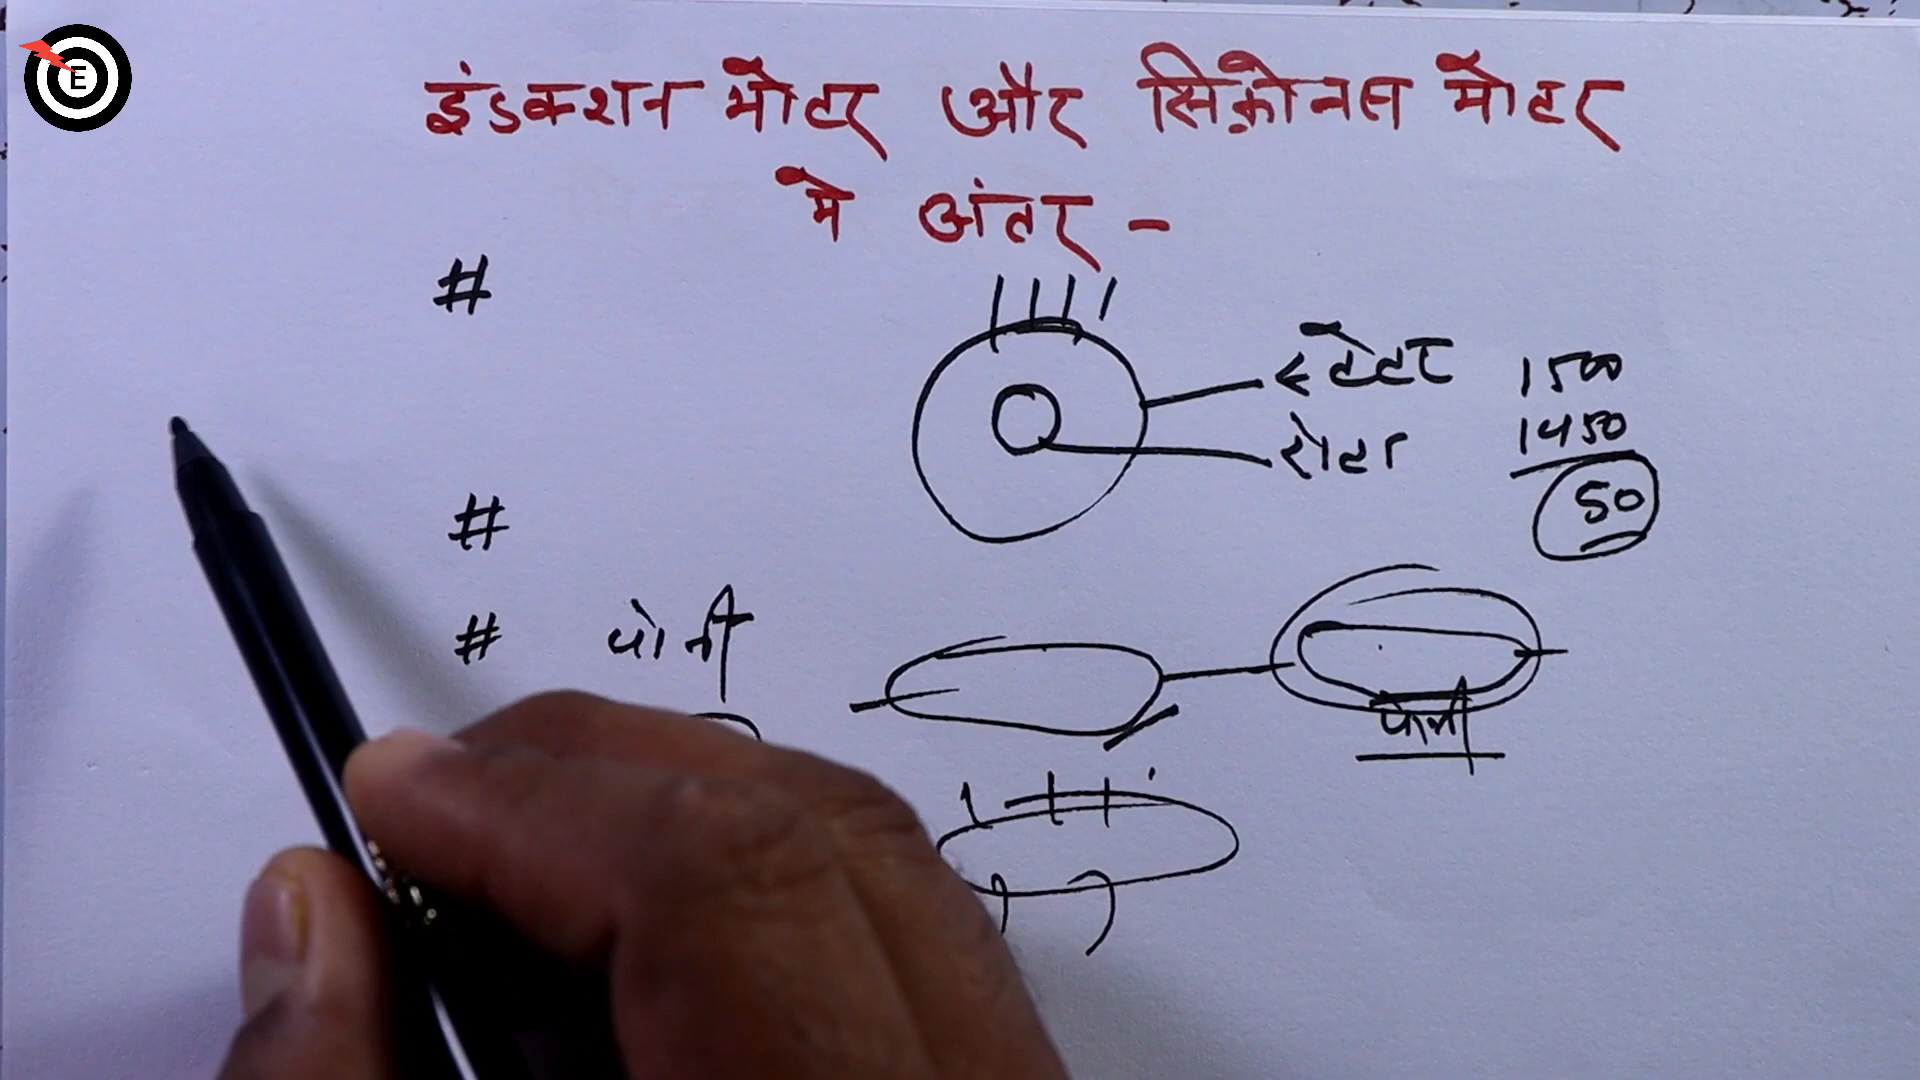 E
इंडक्शन मोटर और सिंक्रोनस मोटर
में अंतर -
#
स्टेटर
1500
रोटर
1450
50
#
# पोनी
पोनी